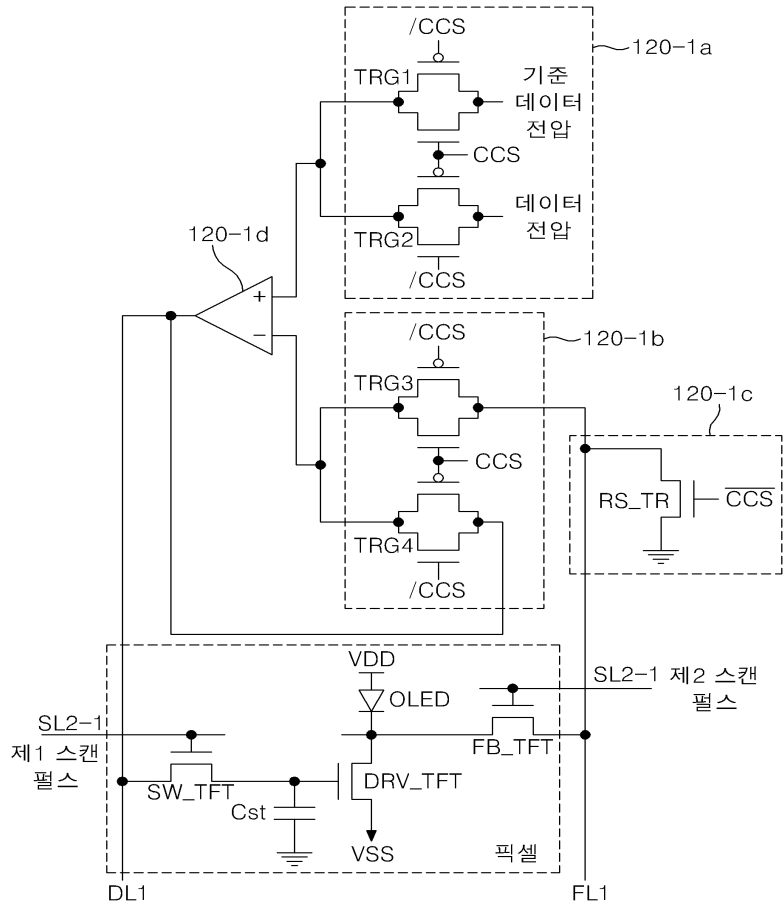 /CCS
120-1a
TRG1
기준
데이터
전압
CCS
데이터
전압
TRG2
/CCS
120-1d
+
−
/CCS
120-1b
TRG3
CCS
TRG4
/CCS
120-1c
RS_TR
CCS
VDD
OLED
SL2-1 제2 스캔
펄스
SL2-1
제1 스캔
펄스
FB_TFT
SW_TFT
DRV_TFT
Cst
VSS
픽셀
DL1
FL1